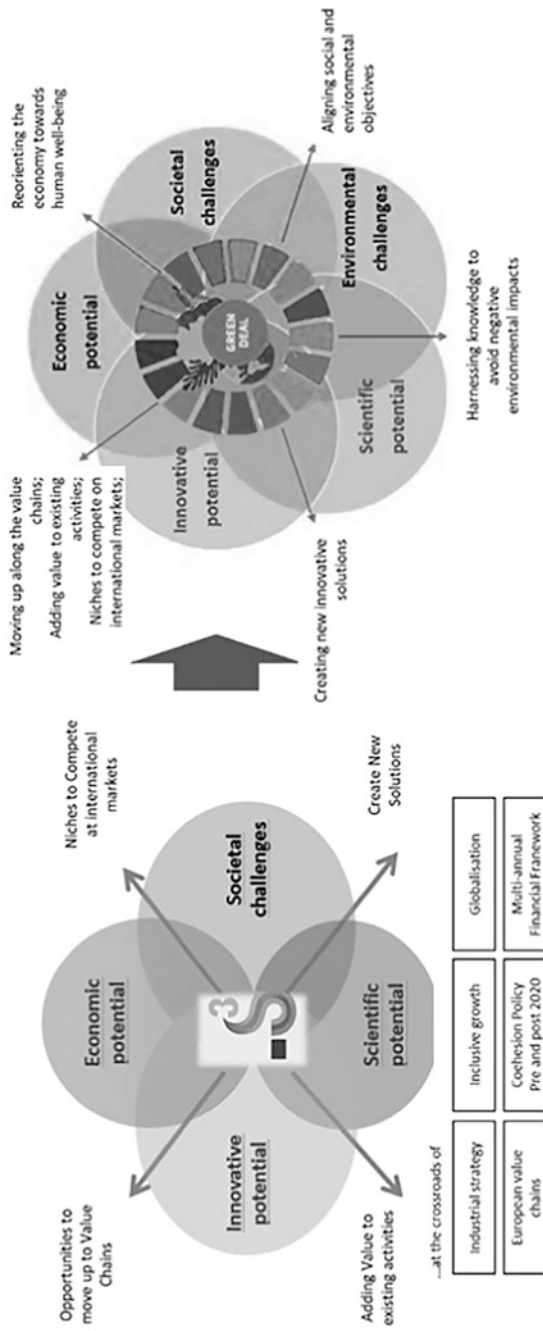 Opportunities to
move up to Value
Chains
Niches to Compete
at international
markets
Economic
potential
Innovative
potential
3
S
Societal
challenges
Scientific
potential
Adding Value to
existing activities
Create New
Solutions
...at the crossroads of
Industrial strategy
Inclusive growth
Globalisation
European value
chains
Coehesion Policy
Pre and post 2020
Multi-annual
Financial Franework
Moving up along the value
chains;
Adding value to existing
activities;
Niches to compete on
international markets;
Reorienting the
economy towards
human well-being
Economic
potential
Innovative
potential
Societal
challenges
GREEN
DEAL
Scientific
potential
Environmental
challenges
Creating new innovative
solutions
Aligning social and
environmental
objectives
Harnessing knowledge to
avoid negative
environmental impacts